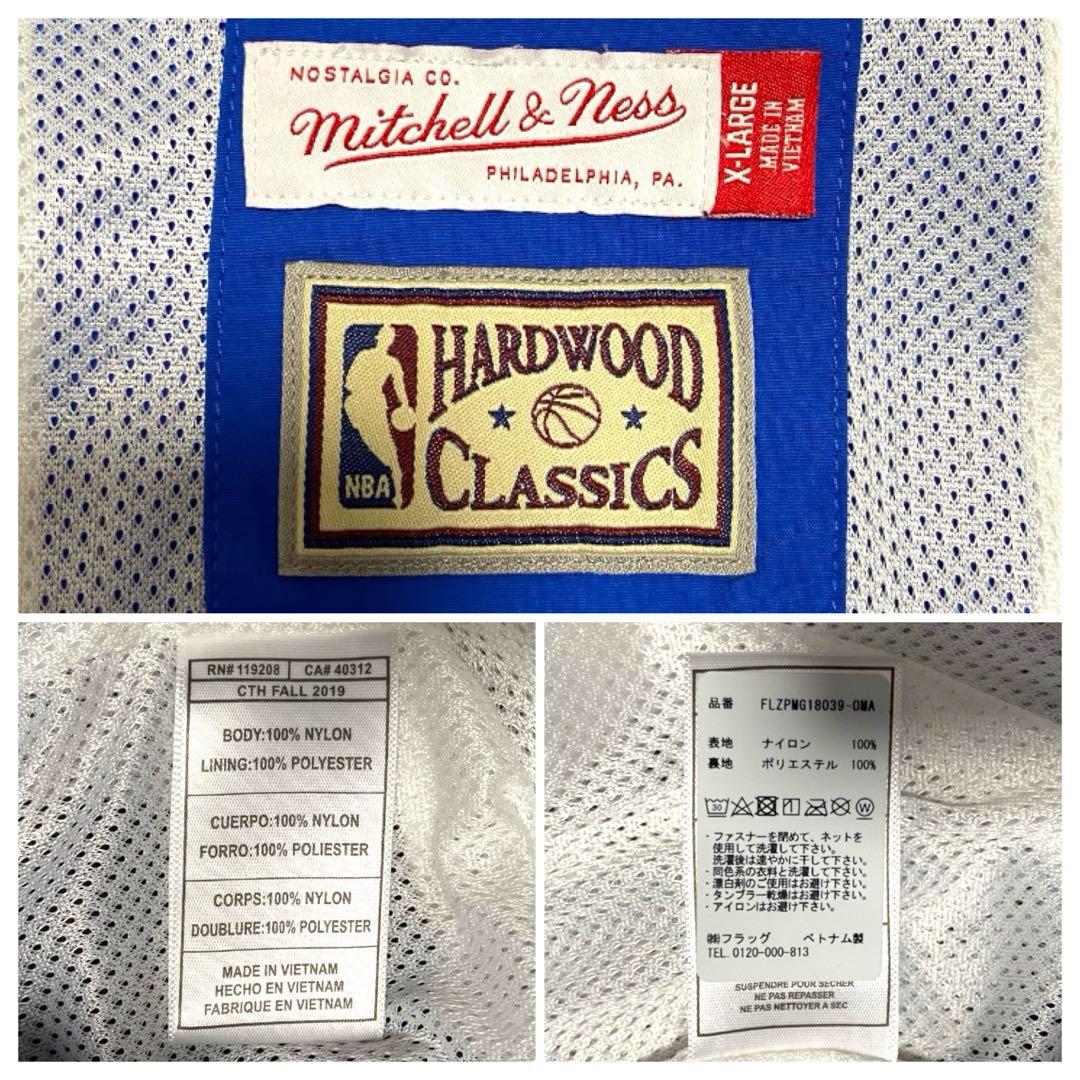 NOSTALGIA CO.
Mitchell & Ness
PHILADELPHIA, PA.
X-LARGE
MADE IN
VIETNAM
HARDWOOD
CLASSICS
NBA
RN# 119208 CA# 40312
CTH FALL 2019
BODY:100% NYLON
LINING:100% POLYESTER
CUERPO:100% NYLON
FORRO:100% POLIESTER
CORPS:100% NYLON
DOUBLURE:100% POLYESTER
MADE IN VIETNAM
HECHO EN VIETNAM
FABRIQUE EN VIETNAM
品番 FLZPMG18039-0MA
表地 ナイロン 100%
裏地 ポリエステル 100%
30 W
・ファスナーを閉めて、ネットを
使用して洗濯して下さい。
洗濯後は速やかに干して下さい。
・同色系の衣料と洗濯して下さい。
・漂白剤のご使用はお避け下さい。
・タンブラー乾燥はお避け下さい。
・アイロンはお避け下さい。
㈱フラッグ ベトナム製
TEL. 0120-000-813
SUSPENDRE POUR SECHER
NE PAS REPASSER
NE PAS NETTOYER A SEC